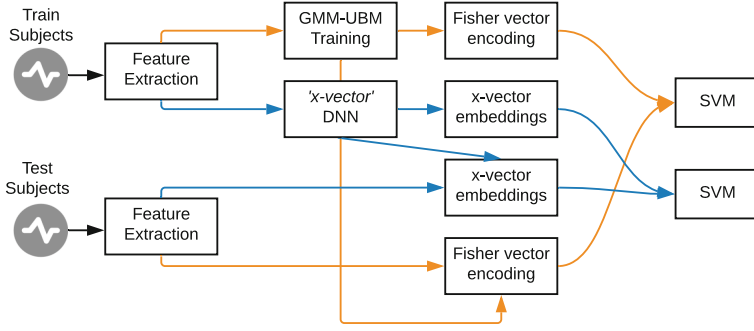 Train
Subjects
Feature
Extraction
GMM-UBM
Training
Fisher vector
encoding
'x-vector'
DNN
x-vector
embeddings
SVM
Test
Subjects
Feature
Extraction
x-vector
embeddings
SVM
Fisher vector
encoding